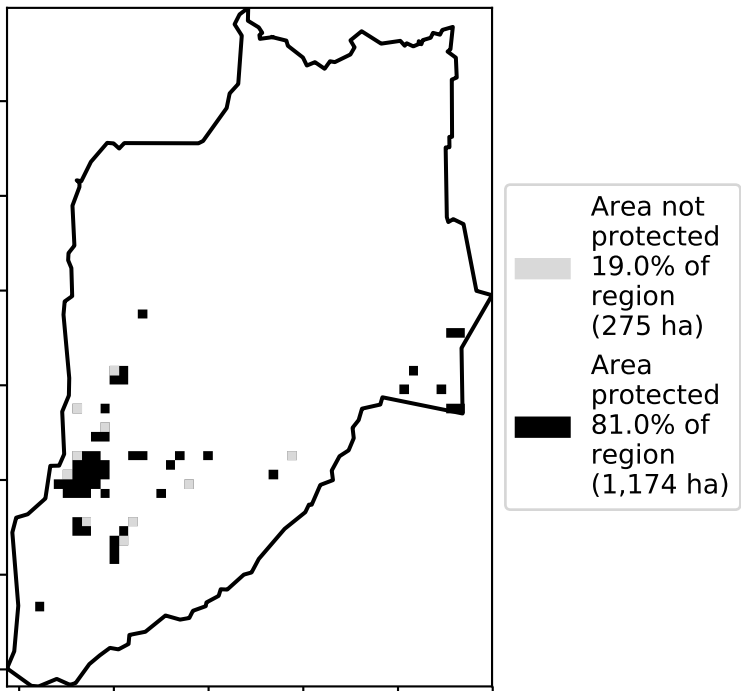 Area not
protected
19.0% of
region
(275 ha)
Area
protected
81.0% of
region
(1,174 ha)